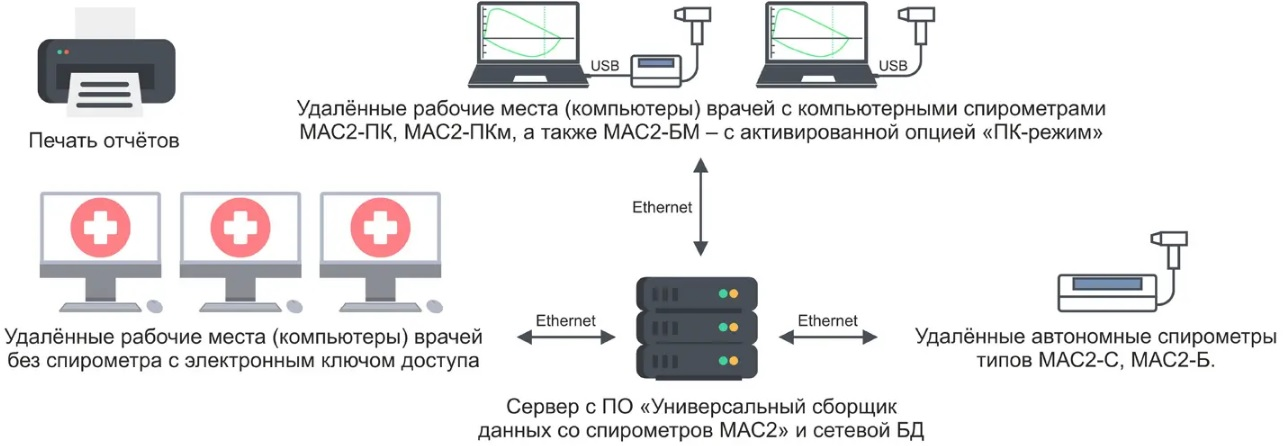 USB
USB
Удалённые рабочие места (компьютеры) врачей с компьютерными спирометрами
МАС2-ПК, МАС2-ПКм, а также МАС2-БМ – с активированной опцией «ПК-режим»
Печать отчётов
Ethernet
Удалённые рабочие места (компьютеры) врачей
без спирометра с электронным ключом доступа
Ethernet
Ethernet
Удалённые автономные спирометры
типов МАС2-С, МАС2-Б.
Сервер с ПО «Универсальный сборщик
данных со спирометров МАС2» и сетевой БД